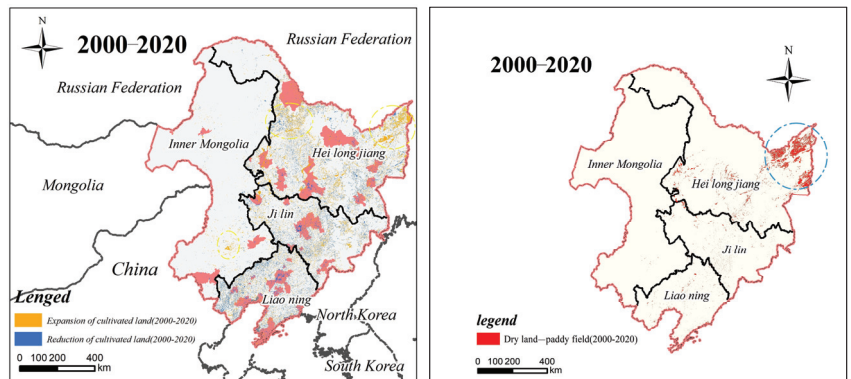 N
2000-2020
Russian Federation
Russian Federation
Inner Mongolia
Hei long jiang
Mongolia
Ji lin
China
Liao ning
North Korea
South Korea
Lenged
Expansion of cultivated land(2000-2020)
Reduction of cultivated land(2000-2020)
0 100 200 400
km
N
2000-2020
Inner Mongolia
Hei long jiang
Ji lin
Liao ning
legend
Dry land—paddy field(2000-2020)
0 100 200 400
km